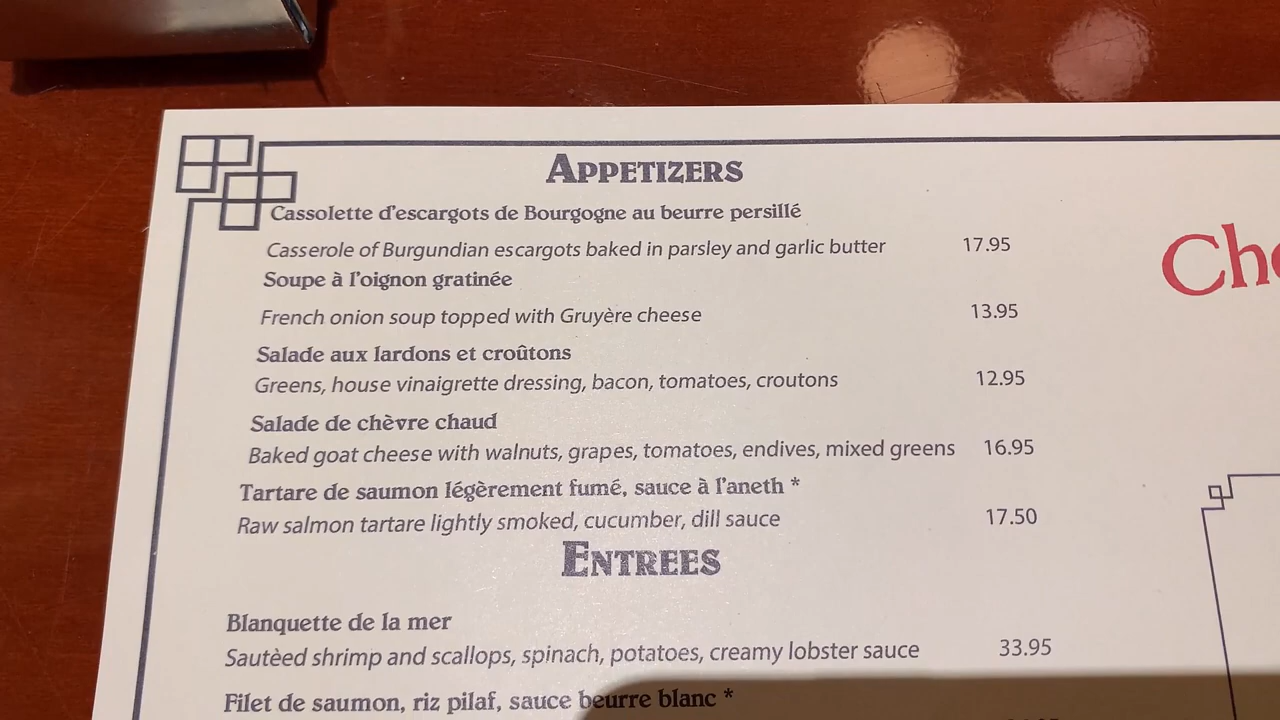 APPETIZERS
Cassolette d'escargots de Bourgogne au beurre persillé
Casserole of Burgundian escargots baked in parsley and garlic butter 17.95
Soupe à l'oignon gratinée
French onion soup topped with Gruyère cheese 13.95
Salade aux lardons et croûtons
Greens, house vinaigrette dressing, bacon, tomatoes, croutons 12.95
Salade de chèvre chaud
Baked goat cheese with walnuts, grapes, tomatoes, endives, mixed greens 16.95
Tartare de saumon légèrement fumé, sauce à l'aneth *
Raw salmon tartare lightly smoked, cucumber, dill sauce 17.50
ENTREES
Blanquette de la mer
Sautèed shrimp and scallops, spinach, potatoes, creamy lobster sauce 33.95
Filet de saumon, riz pilaf, sauce beurre blanc *